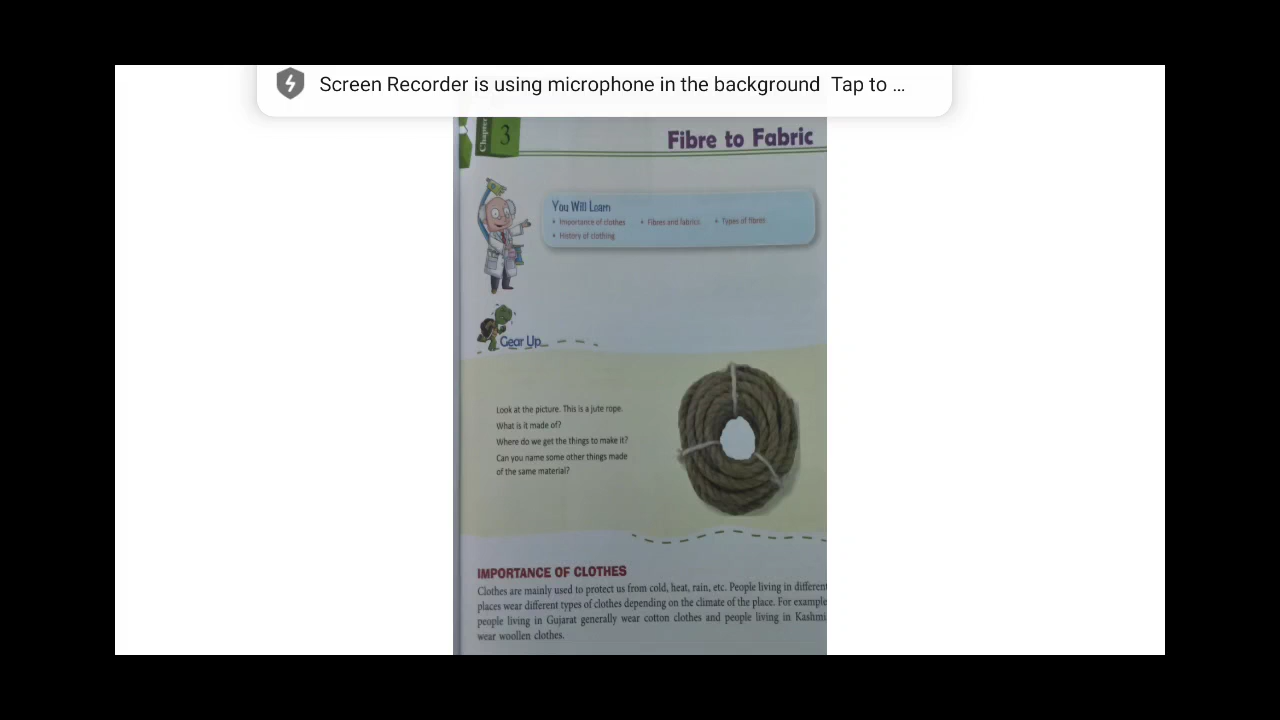 Screen Recorder is using microphone in the background Tap to ...
Chapter 3
Fibre to Fabric
You Will Learn
• Importance of clothes • Fibres and fabrics • Types of fibres
• History of clothing
Gear Up...
Look at the picture. This is a jute rope.
What is it made of?
Where do we get the things to make it?
Can you name some other things made
of the same material?
IMPORTANCE OF CLOTHES
Clothes are mainly used to protect us from cold, heat, rain, etc. People living in differen
places wear different types of clothes depending on the climate of the place. For example
people living in Gujarat generally wear cotton clothes and people living in Kashmi
wear woollen clothes.